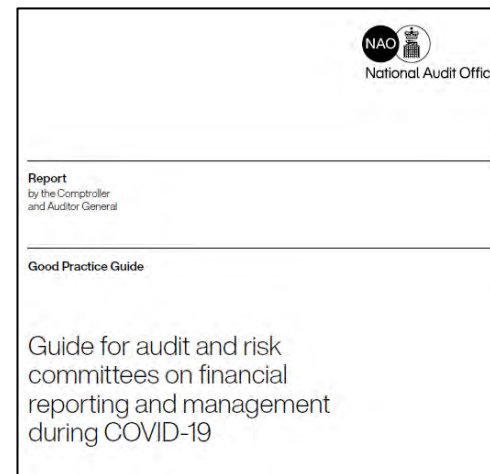 NAO
National Audit Offic
Report
by the Comptroller
and Auditor General
Good Practice Guide
Guide for audit and risk
committees on financial
reporting and management
during COVID-19